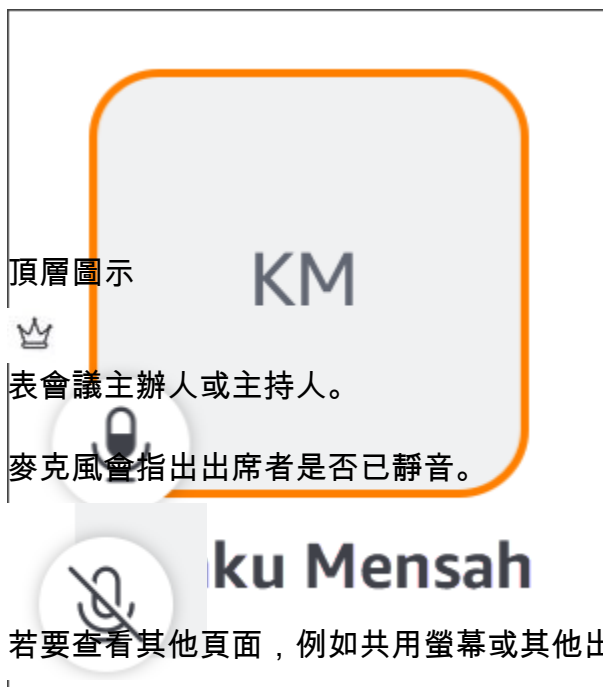 KM
頂層圖示
表會議主辦人或主持人。
麥克風會指出出席者是否已靜音。
ku Mensah
若要查看其他頁面，例如共用螢幕或其他出